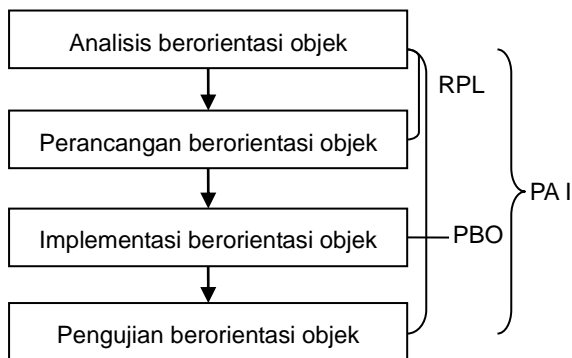 Analisis berorientasi objek
RPL
Perancangan berorientasi objek
PA I
Implementasi berorientasi objek
PBO
Pengujian berorientasi objek